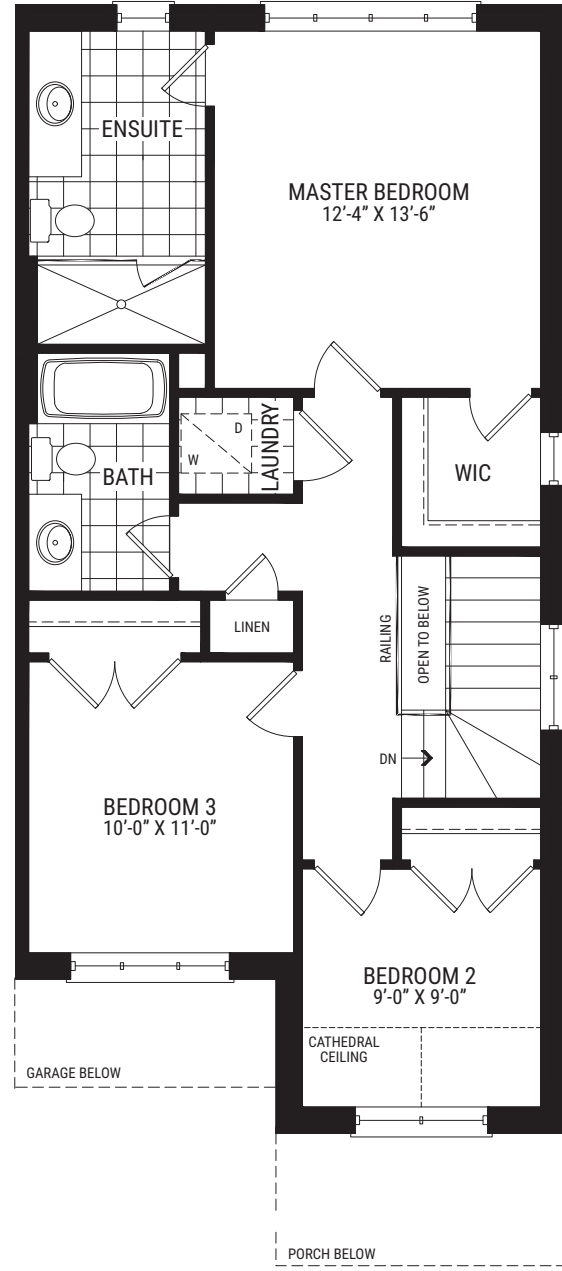 ENSUITE
MASTER BEDROOM
12’-4” X 13’-6”
LAUNDRY
D
W
WIC
BATH
LINEN
RAILING
OPEN TO BELOW
DN
BEDROOM 3
10’-0” X 11’-0”
BEDROOM 2
9’-0” X 9’-0”
CATHEDRAL
CEILING
GARAGE BELOW
PORCH BELOW